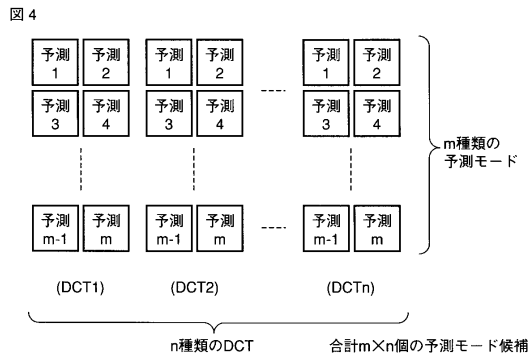 図4
予測 予測 予測 予測 予測 予測
1 2 1 2 1 2
予測 予測 予測 予測 予測 予測
3 4 3 4 3 4
m種類の
予測モード
予測 予測 予測 予測 予測 予測
m-1 m m-1 m m-1 m
(DCT1) (DCT2) (DCTn)
n種類のDCT 合計m×n個の予測モード候補